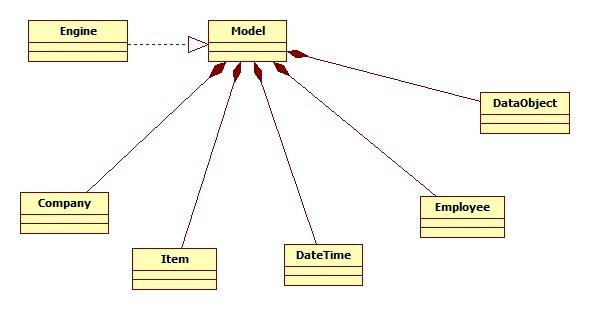 Engine
Model
DataObject
Company
Employee
Item
DateTime